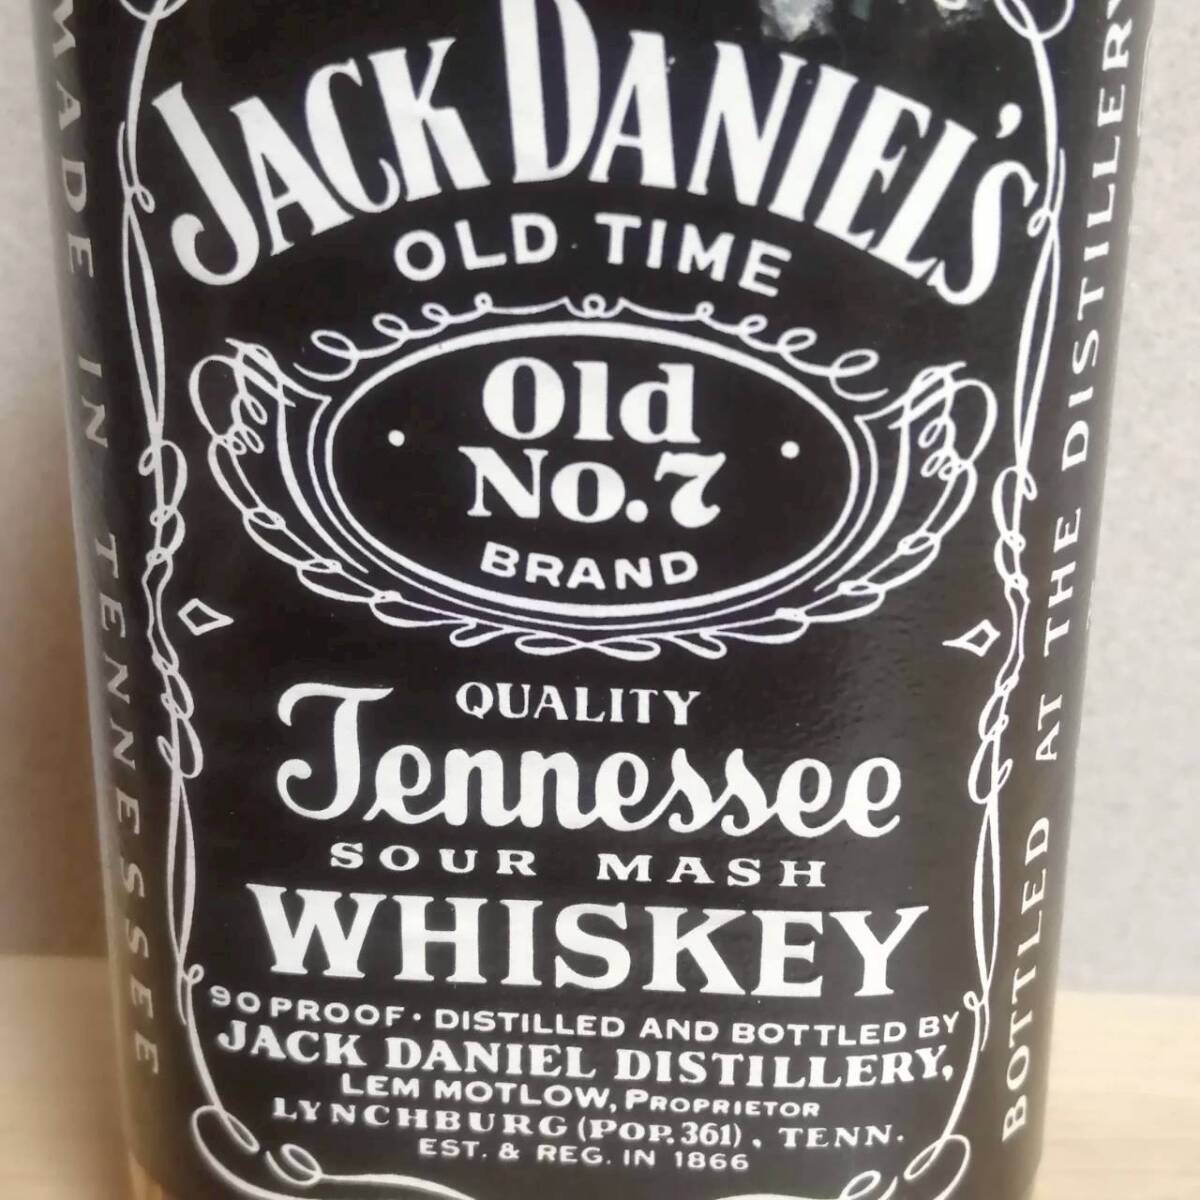 JACK DANIEL'S
OLD TIME
Old
No. 7
BRAND
QUALITY
Tennessee
SOUR MASH
WHISKEY
90 PROOF · DISTILLED AND BOTTLED BY
JACK DANIEL DISTILLERY,
LEM MOTLOW, PROPRIETOR
LYNCHBURG (POP. 361), TENN.
EST. & REG. IN 1866
MADE IN TENNESSEE
BOTTLED AT THE DISTILLERY